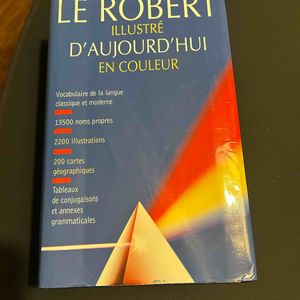 LE ROBERT
ILLUSTRÉ
D'AUJOURD'HUI
EN COULEUR
Vocabulaire de la langue
classique et moderne
13500 noms propres
2200 illustrations
200 cartes
géographiques
Tableaux
de conjugaisons
et annexes
grammaticales